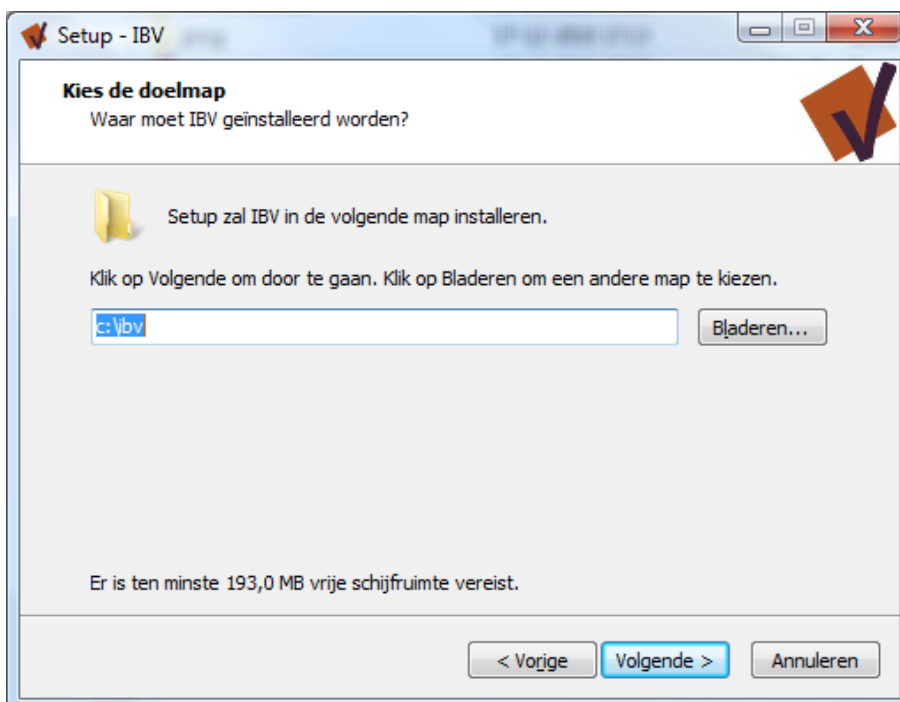 Setup - IBV
Kies de doelmap
Waar moet IBV geïnstalleerd worden?
Setup zal IBV in de volgende map installeren.
Klik op Volgende om door te gaan. Klik op Bladeren om een andere map te kiezen.
c:\ibv
Bladeren...
Er is ten minste 193,0 MB vrije schijfruimte vereist.
< Vorige
Volgende >
Annuleren